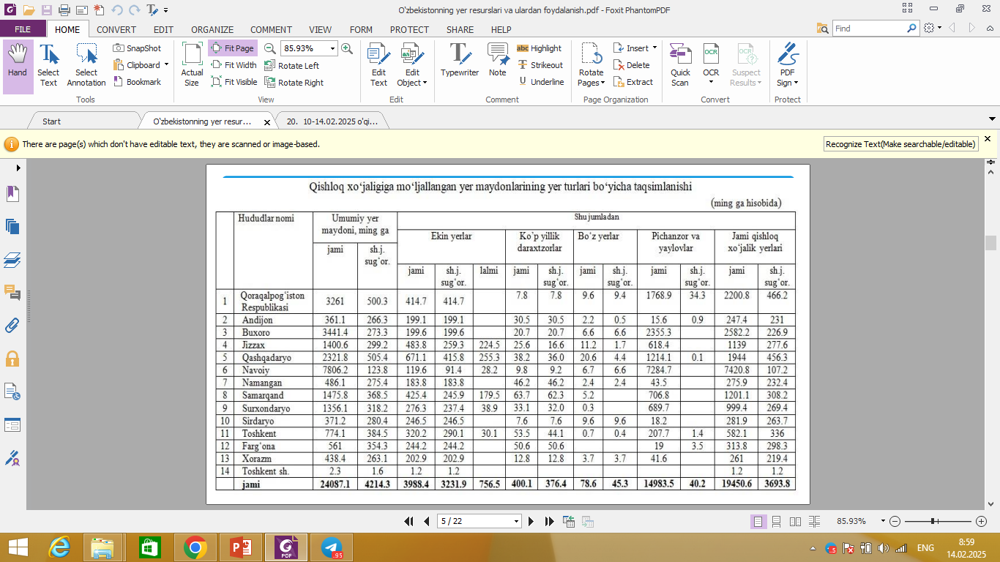 O'zbekistonning yer resurslari va ulardan foydalanish.pdf - Foxit PhantomPDF
FILE HOME CONVERT EDIT ORGANIZE COMMENT VIEW FORM PROTECT SHARE HELP Find
Hand
Select Text
Select Annotation
SnapShot
Clipboard
Bookmark
Actual Size
Fit Page
Fit Width
Fit Visible
85.93%
Rotate Left
Rotate Right
Edit Text
Edit Object
Typewriter
Note
Highlight
Strikeout
Underline
Rotate Pages
Insert
Delete
Extract
Quick Scan
OCR
Suspect Results
PDF Sign
Tools View Edit Comment Page Organization Convert Protect
Start O'zbekistonning yer resur... 20. 10-14.02.2025 o'qi...
There are page(s) which don't have editable text, they are scanned or image-based. Recognize Text(Make searchable/editable)
Qishloq xo‘jaligiga mo‘ljallangan yer maydonlarining yer turlari bo‘yicha taqsimlanishi
(ming ga hisobida)
Hududlar nomi Umumiy yer maydoni, ming ga Shu jumladan
Ekin yerlar Ko‘p yillik daraxtzorlar Bo‘z yerlar Pichanzor va yaylovlar Jami qishloq xo‘jalik yerlari
jami sh.j. sug‘or. jami sh.j. sug‘or. lalmi jami sh.j. sug‘or. jami sh.j. sug‘or. jami sh.j. sug‘or. jami sh.j. sug‘or.
1 Qoraqalpog‘iston Respublikasi 3261 500.3 414.7 414.7 7.8 7.8 9.6 9.4 1768.9 34.3 2200.8 466.2
2 Andijon 361.1 266.3 199.1 199.1 30.5 30.5 2.2 0.5 15.6 0.9 247.4 231
3 Buxoro 3441.4 273.3 199.6 199.6 20.7 20.7 6.6 6.6 2355.3 2582.2 226.9
4 Jizzax 1400.6 299.2 483.8 259.3 224.5 25.6 16.6 11.2 1.7 618.4 1139 277.6
5 Qashqadaryo 2321.8 505.4 671.1 415.8 255.3 38.2 36.0 20.6 4.4 1214.1 0.1 1944 456.3
6 Navoiy 7806.2 123.8 119.6 91.4 28.2 9.8 9.2 6.7 6.6 7284.7 7420.8 107.2
7 Namangan 486.1 275.4 183.8 183.8 46.2 46.2 2.4 2.4 43.5 275.9 232.4
8 Samarqand 1475.8 368.5 425.4 245.9 179.5 63.7 62.3 5.2 706.8 1201.1 308.2
9 Surxondaryo 1356.1 318.2 276.3 237.4 38.9 33.1 32.0 0.3 689.7 999.4 269.4
10 Sirdaryo 371.2 280.4 246.5 246.5 7.6 7.6 9.6 9.6 18.2 281.9 263.7
11 Toshkent 774.1 384.5 320.2 290.1 30.1 53.5 44.1 0.7 0.4 207.7 1.4 582.1 336
12 Farg‘ona 561 354.3 244.2 244.2 50.6 50.6 19 3.5 313.8 298.3
13 Xorazm 438.4 263.1 202.9 202.9 12.8 12.8 3.7 3.7 41.6 261 219.4
14 Toshkent sh. 2.3 1.6 1.2 1.2 1.2 1.2
jami 24087.1 4214.3 3988.4 3231.9 756.5 400.1 376.4 78.6 45.3 14983.5 40.2 19450.6 3693.8
5 / 22 85.93%
ENG 8:59
14.02.2025